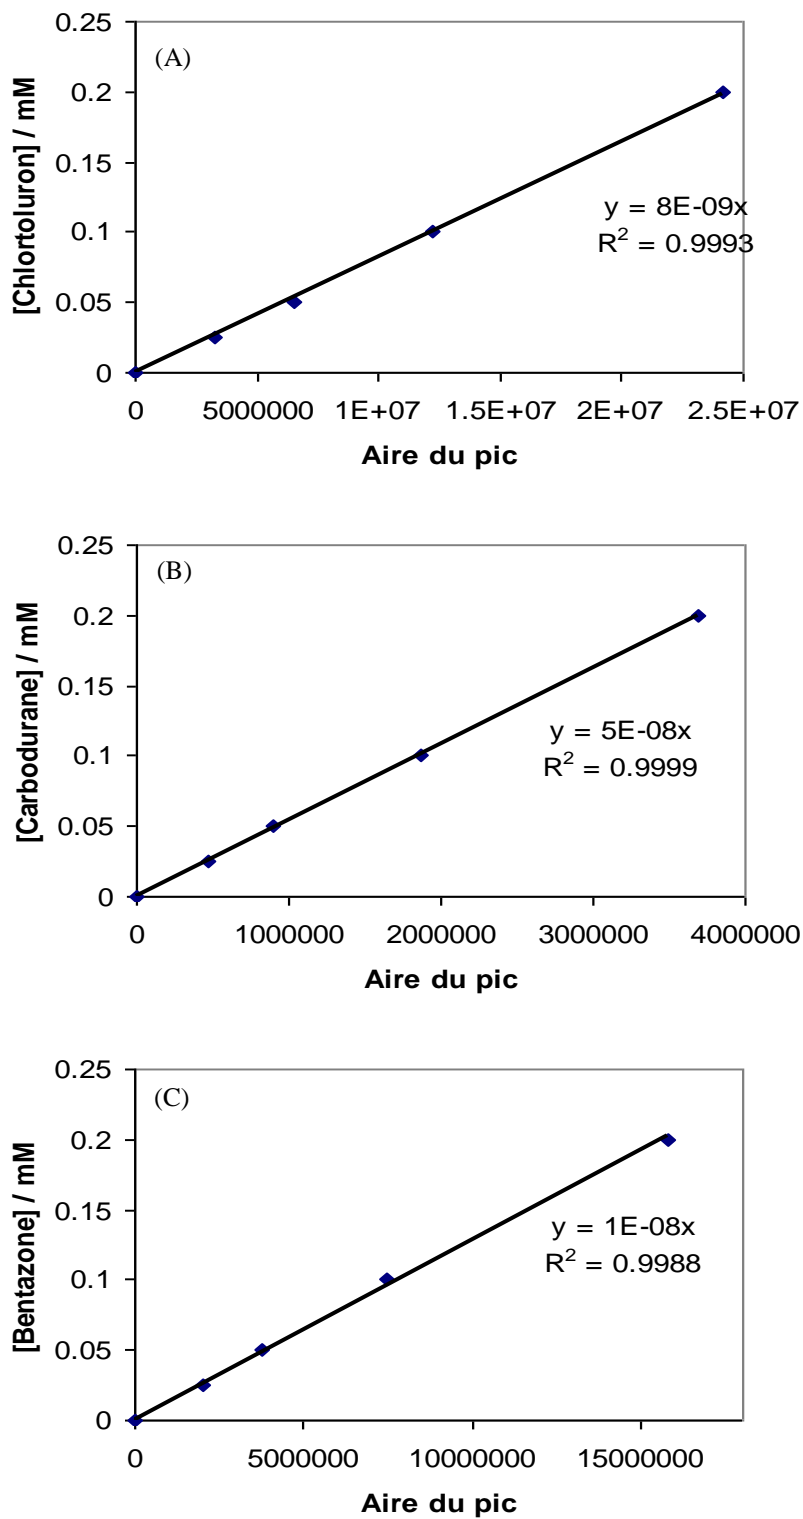 0.25
(A)
0.2
0.15
0.1
0.05
0
[Chlortoluron] / mM
y = 8E-09x
R² = 0.9993
0 5000000 1E+07 1.5E+07 2E+07 2.5E+07
Aire du pic
0.25
(B)
0.2
0.15
0.1
0.05
0
[Carbodurane] / mM
y = 5E-08x
R² = 0.9999
0 1000000 2000000 3000000 4000000
Aire du pic
0.25
(C)
0.2
0.15
0.1
0.05
0
[Bentazone] / mM
y = 1E-08x
R² = 0.9988
0 5000000 10000000 15000000
Aire du pic